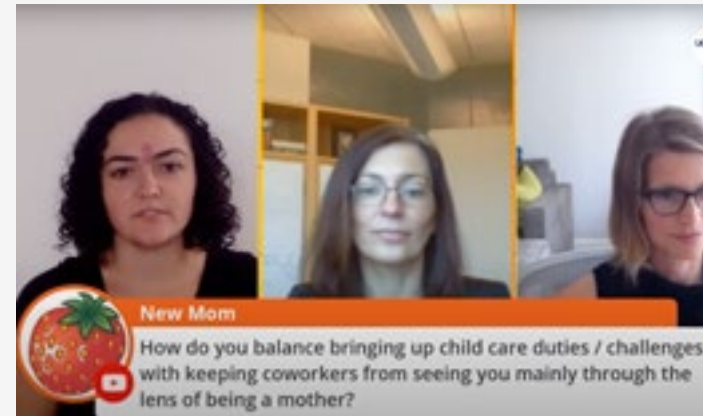 New Mom
How do you balance bringing up child care duties / challenges
with keeping coworkers from seeing you mainly through the
lens of being a mother?